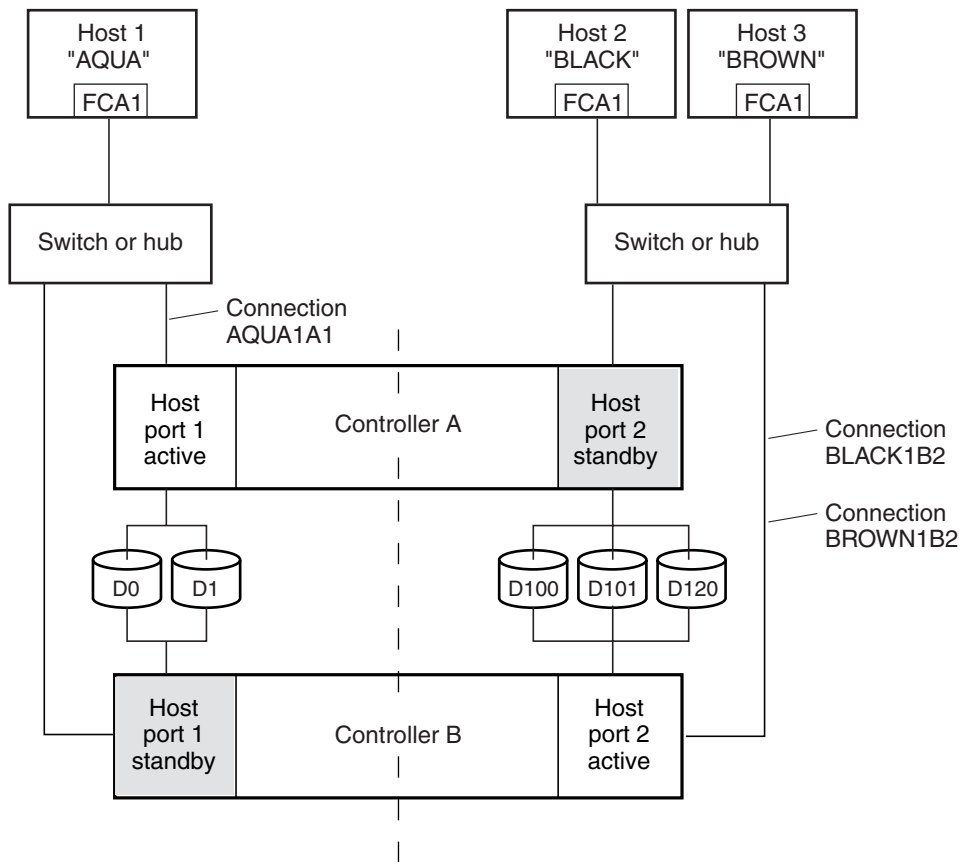 Host 1
"AQUA"
FCA1
Host 2
"BLACK"
FCA1
Host 3
"BROWN"
FCA1
Switch or hub
Switch or hub
Connection
AQUA1A1
Host
port 1
active
Controller A
Host
port 2
standby
Connection
BLACK1B2
Connection
BROWN1B2
D0
D1
D100
D101
D120
Host
port 1
standby
Controller B
Host
port 2
active